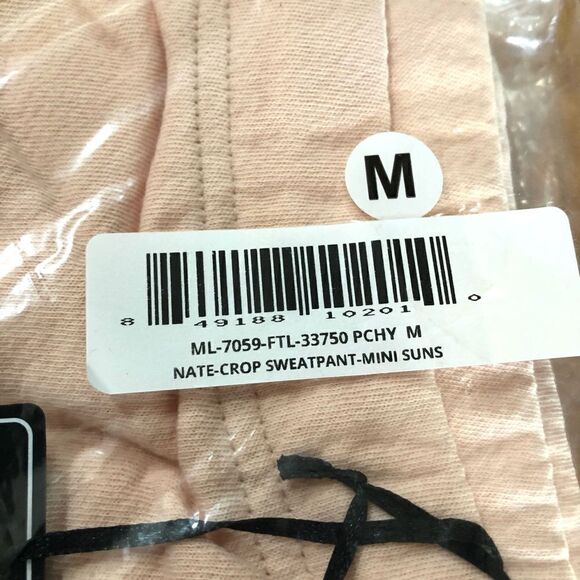 M
8 49188 10201 0
ML-7059-FTL-33750 PCHY M
NATE-CROP SWEATPANT-MINI SUNS